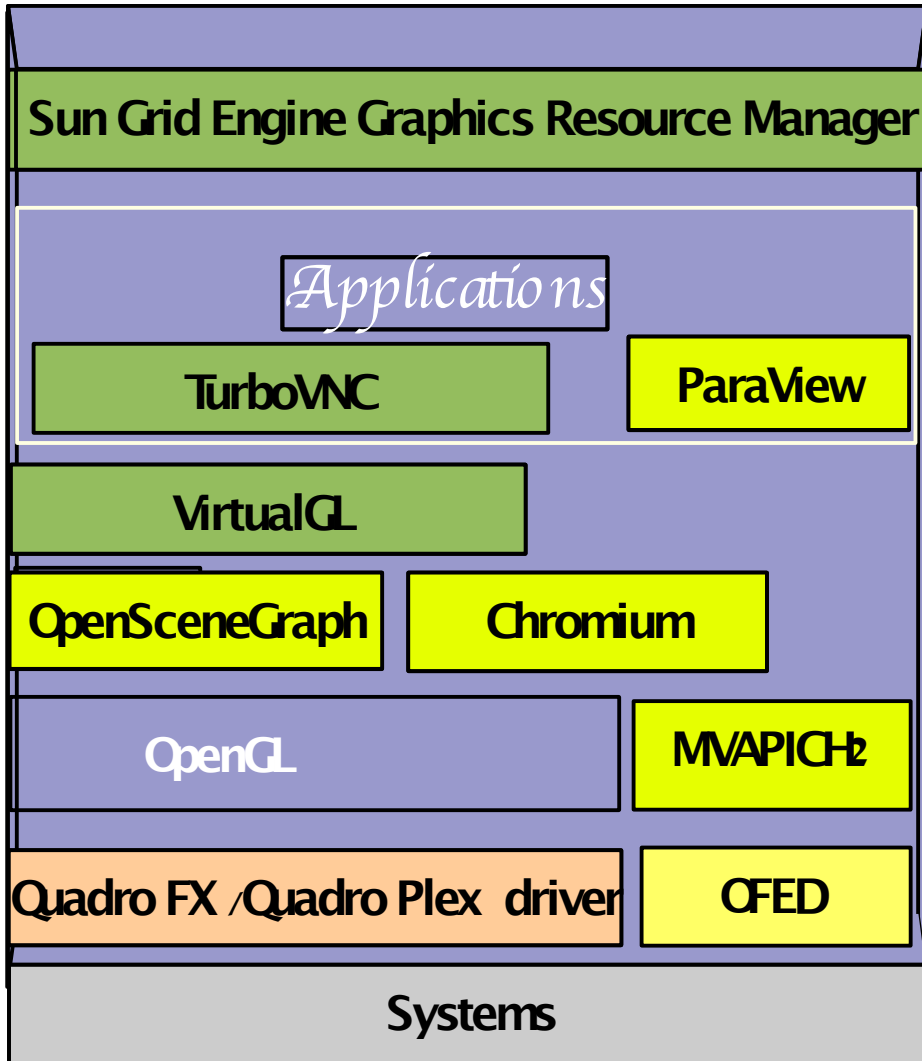 Sun Grid Engine Graphics Resource Manager
Applications
TurboVNC
ParaView
VirtualGL
OpenSceneGraph
Chromium
OpenGL
MVAPICH2
Quadro FX /Quadro Plex driver
OFED
Systems